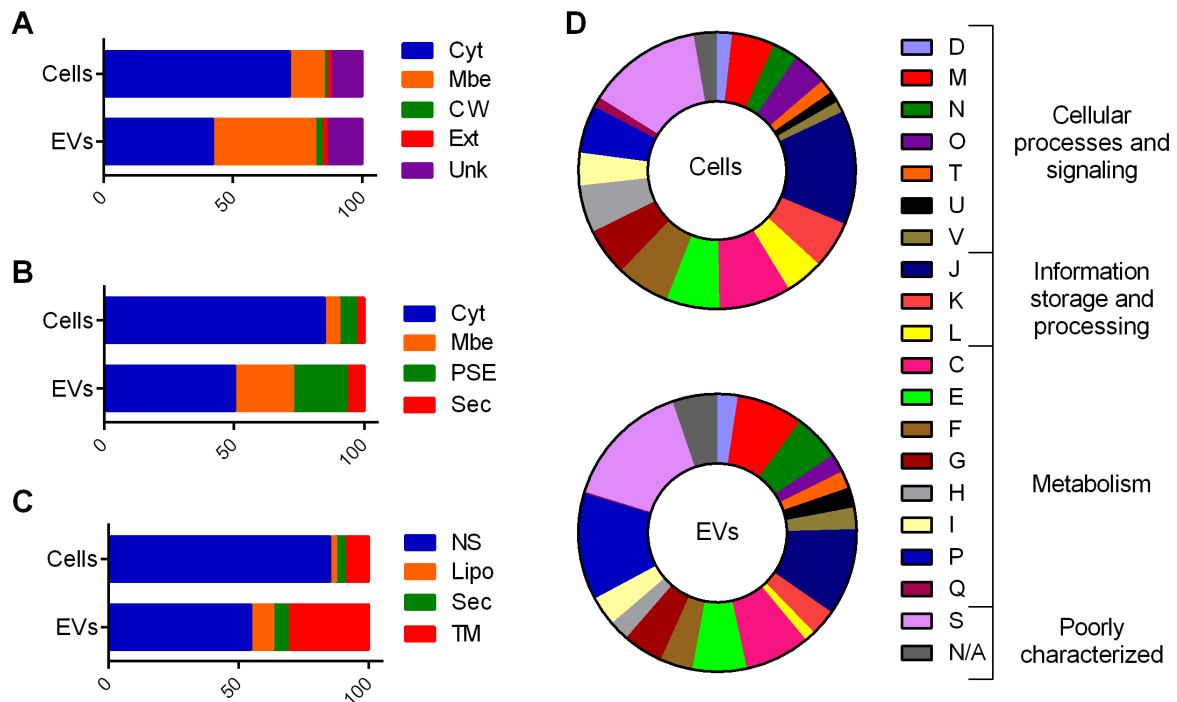 A
Cells
EVs
0
50
100
Cyt
Mbe
CW
Ext
Unk
B
Cells
EVs
0
50
100
Cyt
Mbe
PSE
Sec
C
Cells
EVs
0
50
100
NS
Lipo
Sec
TM
D
Cells
EVs
D
M
N
O
T
U
V
J
K
L
C
E
F
G
H
I
P
Q
S
N/A
Cellular
processes and
signaling
Information
storage and
processing
Metabolism
Poorly
characterized